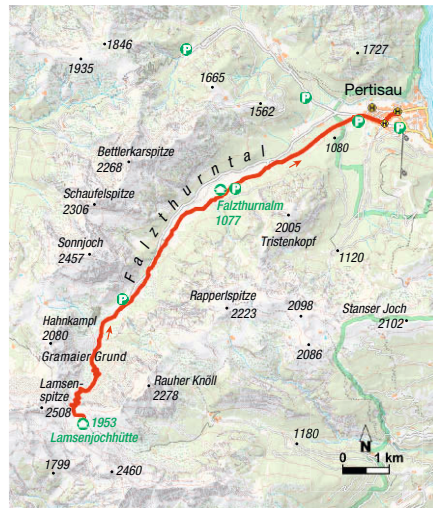 1846
1935
P
1727
1665
Pertisau
P
H
1562
H
P
H
P
1080
Bettlerkarspitze
2268
Falzthurntal
Schaufelspitze
2306
P
Falzthurnalm
1077
2005
Tristenkopf
Sonnjoch
2457
1120
P
Rapperlspitze
2223
2098
Stanser Joch
2102
Hahnkampl
2080
Gramaier Grund
2086
Lamsen-
spitze
2508
Rauher Knöll
2278
1953
Lamsenjochhütte
1180
N
0 1 km
1799
2460